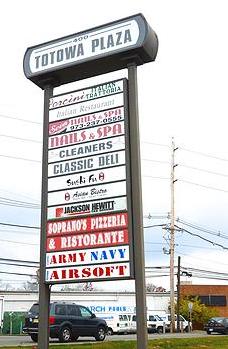 400
TOTOWA PLAZA
Porcini ITALIAN TRATTORIA
Italian Restaurant
NAILS & SPA
973-237-0555
NAILS & SPA
CLEANERS
CLASSIC DELI
Sushi Fu
Asian Bistro
JACKSON HEWITT
SOPRANO'S PIZZERIA
& RISTORANTE
ARMY NAVY
AIRSOFT